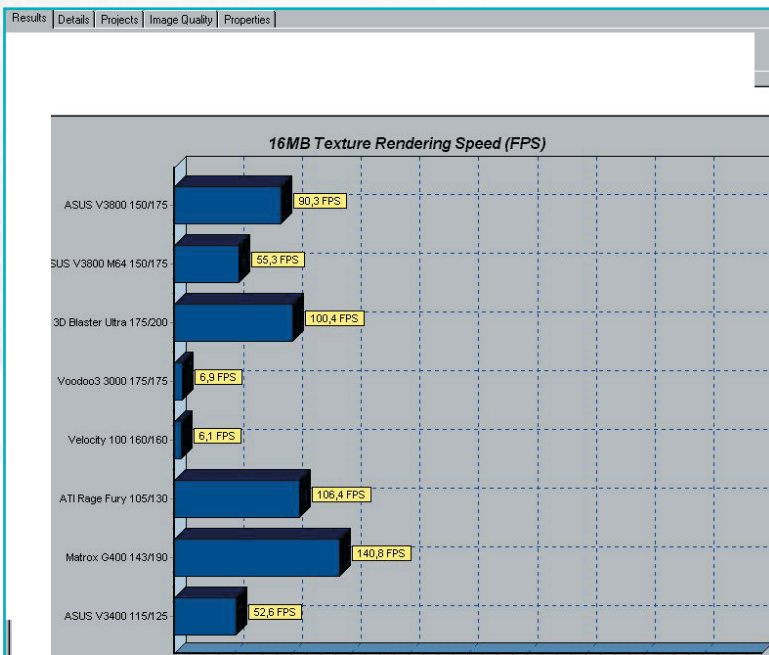 Results Details Projects Image Quality Properties
16MB Texture Rendering Speed (FPS)
ASUS V3800 150/175 90,3 FPS
SUS V3800 M64 150/175 55,3 FPS
3D Blaster Ultra 175/200 100,4 FPS
Voodoo3 3000 175/175 6,9 FPS
Velocity 100 160/160 6,1 FPS
ATI Rage Fury 105/130 106,4 FPS
Matrox G400 143/190 140,8 FPS
ASUS V3400 115/125 52,6 FPS